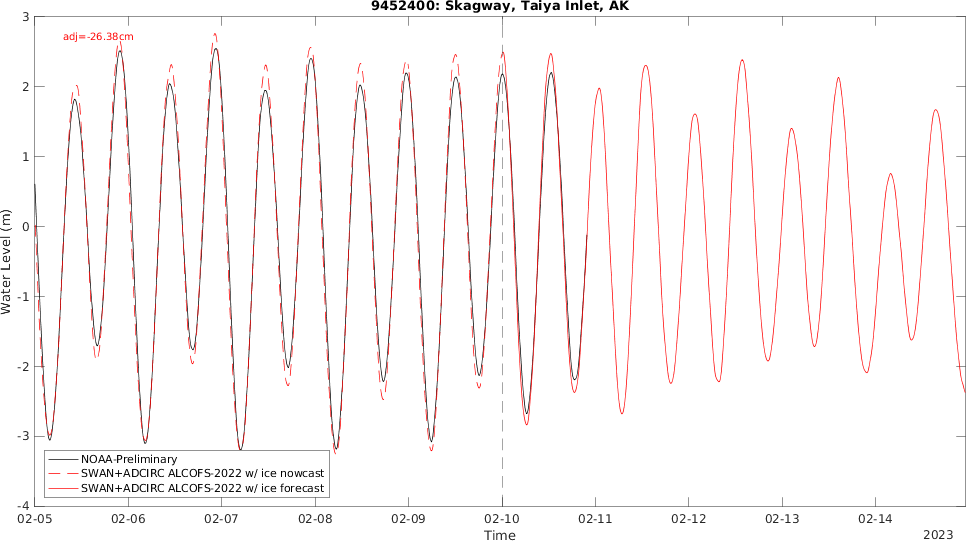 9452400: Skagway, Taiya Inlet, AK
adj=-26.38cm
3
2
1
0
-1
-2
-3
-4
Water Level (m)
NOAA-Preliminary
SWAN+ADCIRC ALCOFS-2022 w/ ice nowcast
SWAN+ADCIRC ALCOFS-2022 w/ ice forecast
02-05 02-06 02-07 02-08 02-09 02-10 02-11 02-12 02-13 02-14
Time
2023